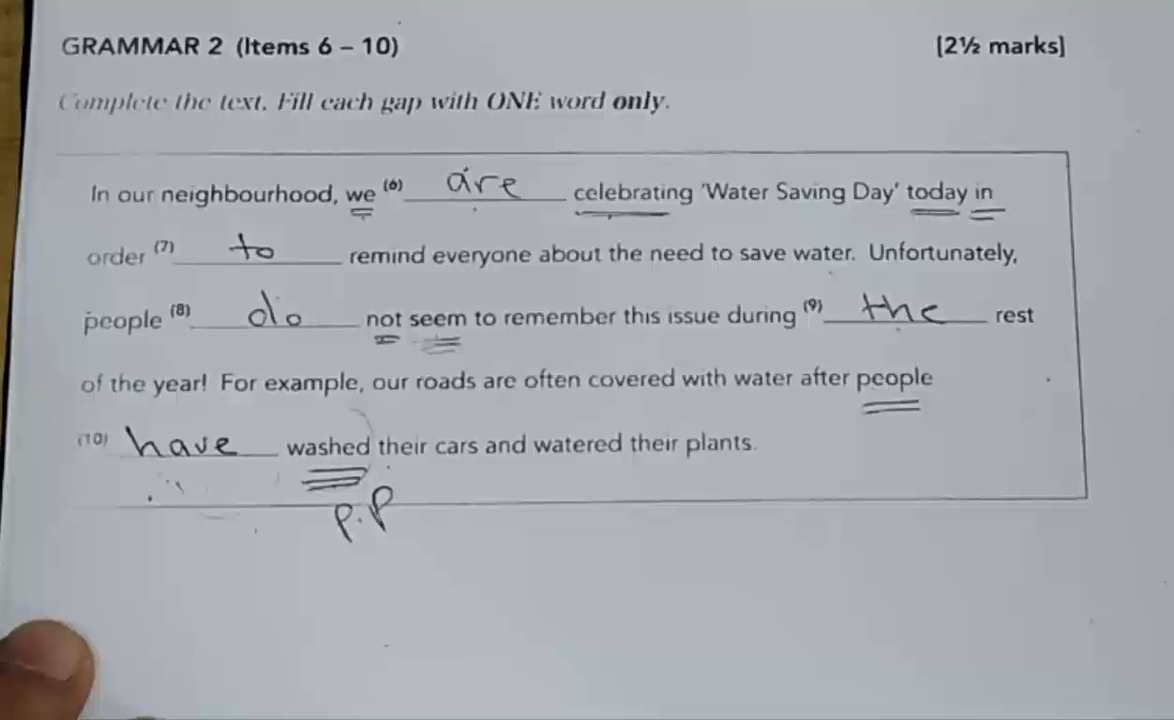 GRAMMAR 2 (Items 6 – 10) [2½ marks]
Complete the text. Fill each gap with ONE word only.
In our neighbourhood, we (6) are celebrating 'Water Saving Day' today in
order (7) to remind everyone about the need to save water. Unfortunately,
people (8) do not seem to remember this issue during (9) the rest
of the year! For example, our roads are often covered with water after people
(10) have washed their cars and watered their plants.
P.P